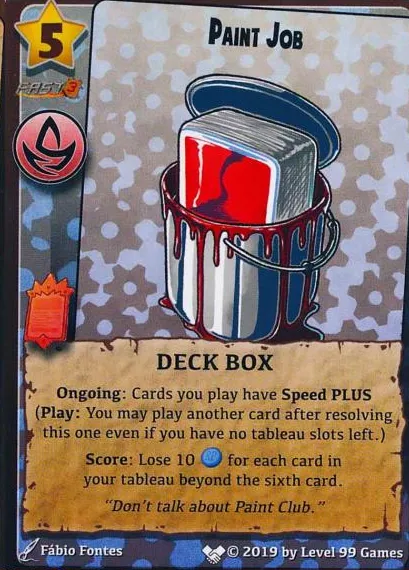 5
PAINT JOB
FAST 3
DECK BOX
Ongoing: Cards you play have Speed PLUS
(Play: You may play another card after resolving
this one even if you have no tableau slots left.)
Score: Lose 10 for each card in
your tableau beyond the sixth card.
"Don't talk about Paint Club."
Fábio Fontes
© 2019 by Level 99 Games